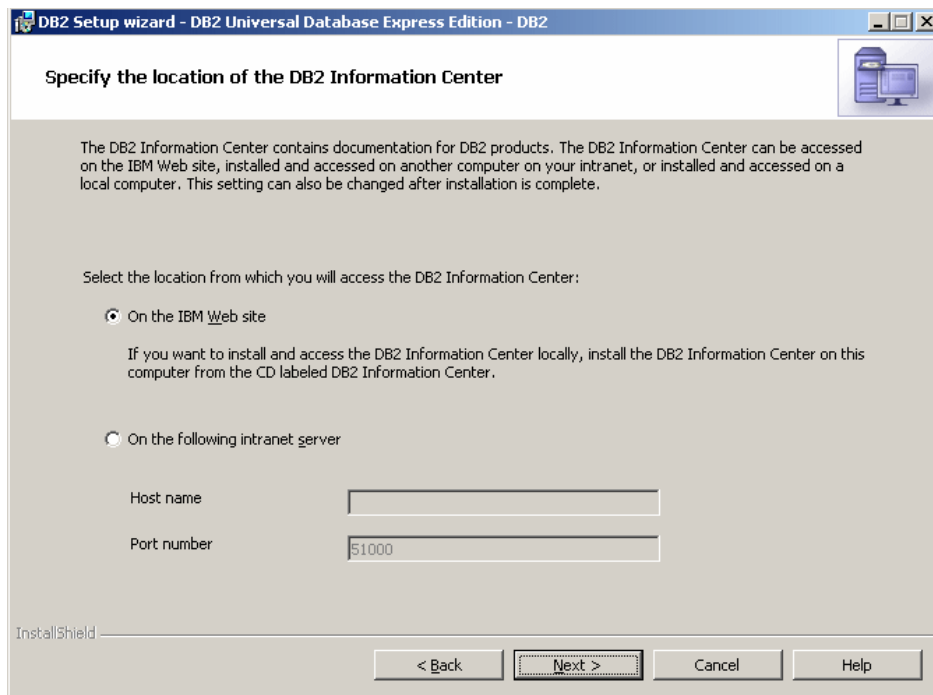 DB2 Setup wizard - DB2 Universal Database Express Edition - DB2
Specify the location of the DB2 Information Center
The DB2 Information Center contains documentation for DB2 products. The DB2 Information Center can be accessed
on the IBM Web site, installed and accessed on another computer on your intranet, or installed and accessed on a
local computer. This setting can also be changed after installation is complete.
Select the location from which you will access the DB2 Information Center:
On the IBM Web site
If you want to install and access the DB2 Information Center locally, install the DB2 Information Center on this
computer from the CD labeled DB2 Information Center.
On the following intranet server
Host name
Port number
51000
InstallShield
< Back
Next >
Cancel
Help